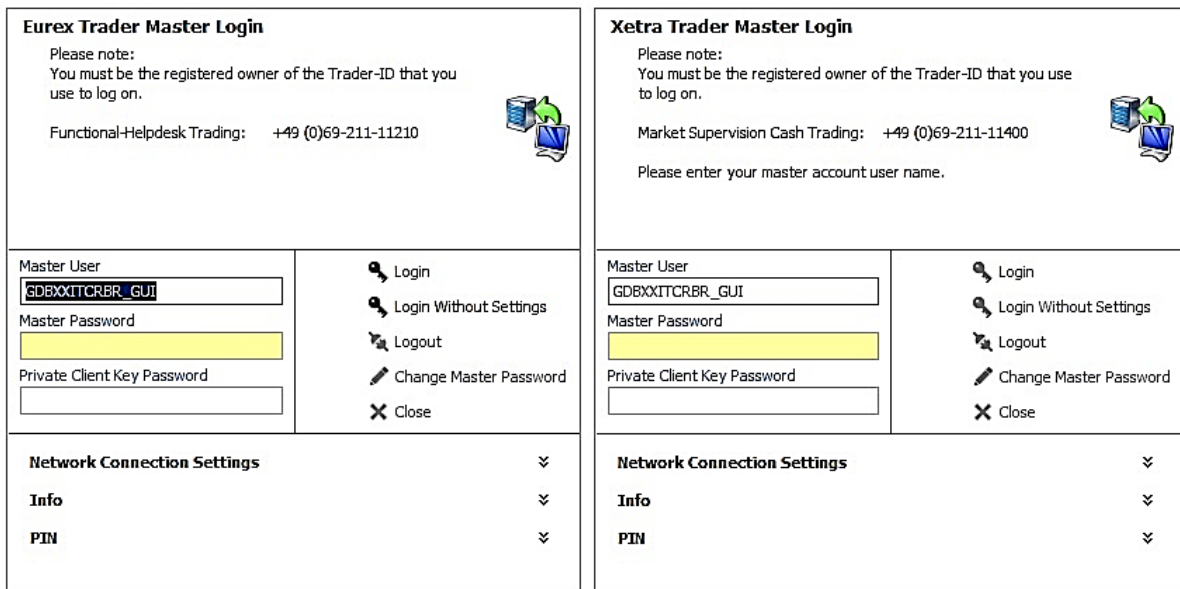 Eurex Trader Master Login
Please note:
You must be the registered owner of the Trader-ID that you
use to log on.
Functional-Helpdesk Trading: +49 (0)69-211-11210
Master User
GDBXXITCRBR_GUI
Master Password
Private Client Key Password
Login
Login Without Settings
Logout
Change Master Password
Close
Network Connection Settings
Info
PIN
Xetra Trader Master Login
Please note:
You must be the registered owner of the Trader-ID that you use
to log on.
Market Supervision Cash Trading: +49 (0)69-211-11400
Please enter your master account user name.
Master User
GDBXXITCRBR_GUI
Master Password
Private Client Key Password
Login
Login Without Settings
Logout
Change Master Password
Close
Network Connection Settings
Info
PIN